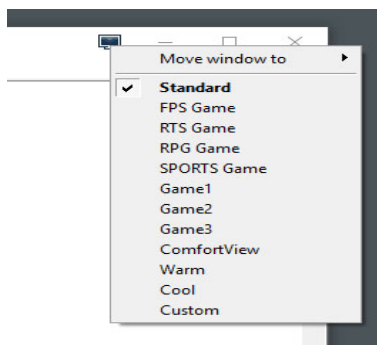 Move window to
Standard
FPS Game
RTS Game
RPG Game
SPORTS Game
Game1
Game2
Game3
ComfortView
Warm
Cool
Custom